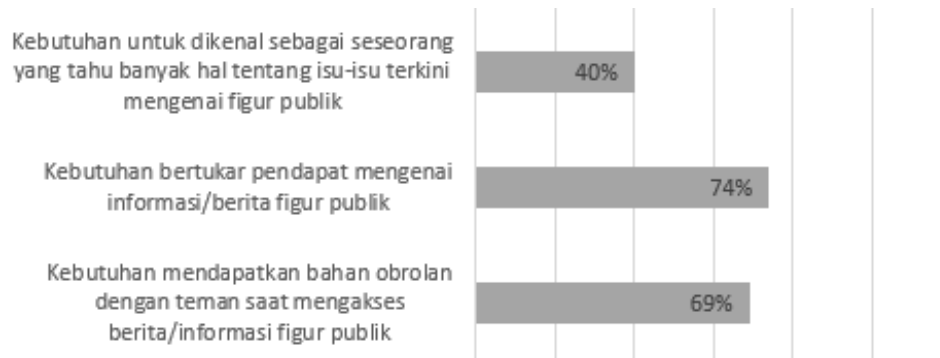 Kebutuhan untuk dikenal sebagai seseorang
yang tahu banyak hal tentang isu-isu terkini
mengenai figur publik
40%
Kebutuhan bertukar pendapat mengenai
informasi/berita figur publik
74%
Kebutuhan mendapatkan bahan obrolan
dengan teman saat mengakses
berita/informasi figur publik
69%